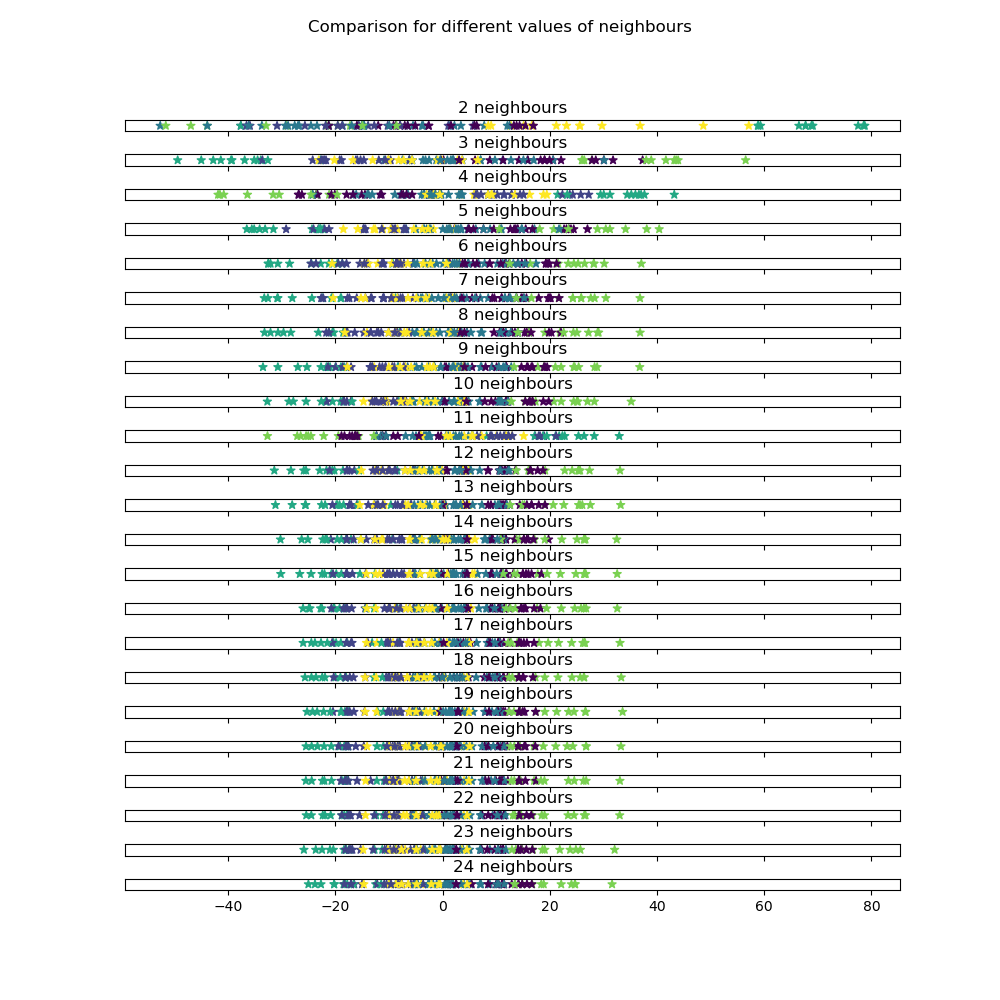 Comparison for different values of neighbours
2 neighbours
3 neighbours
4 neighbours
5 neighbours
6 neighbours
7 neighbours
8 neighbours
9 neighbours
10 neighbours
11 neighbours
12 neighbours
13 neighbours
14 neighbours
15 neighbours
16 neighbours
17 neighbours
18 neighbours
19 neighbours
20 neighbours
21 neighbours
22 neighbours
23 neighbours
24 neighbours
−40 −20 0 20 40 60 80